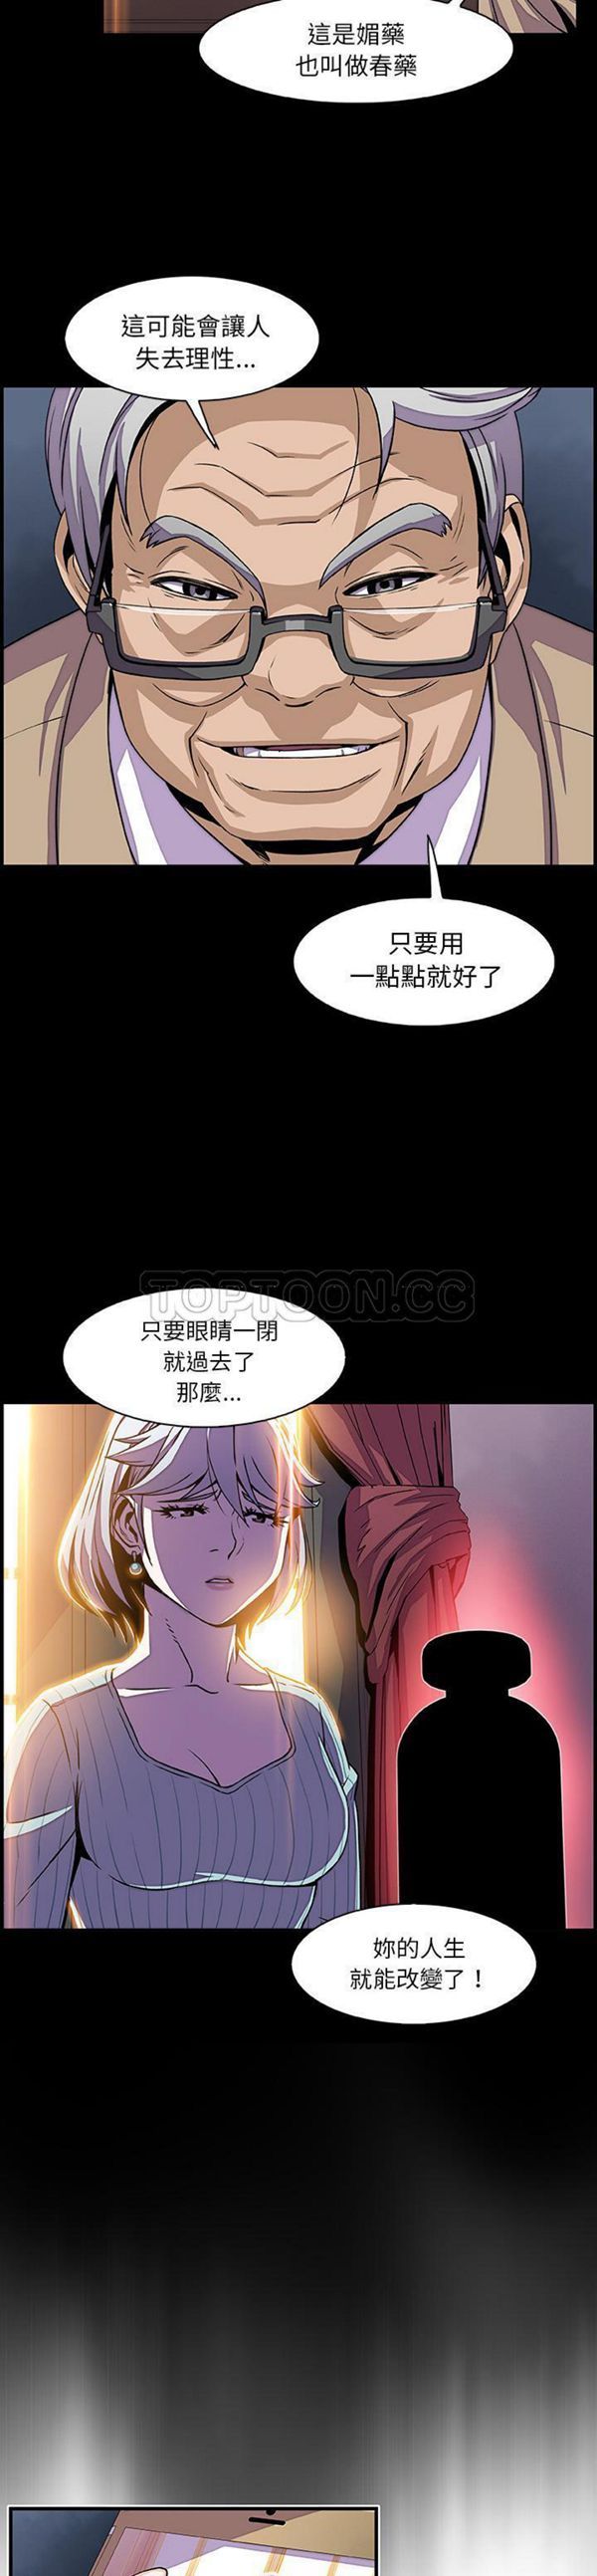 這是媚藥
也叫做春藥
這可能會讓人
失去理性...
只要用
一點點就好了
TOPTOON.CC
只要眼睛一閉
就過去了
那麼...
妳的人生
就能改變了！